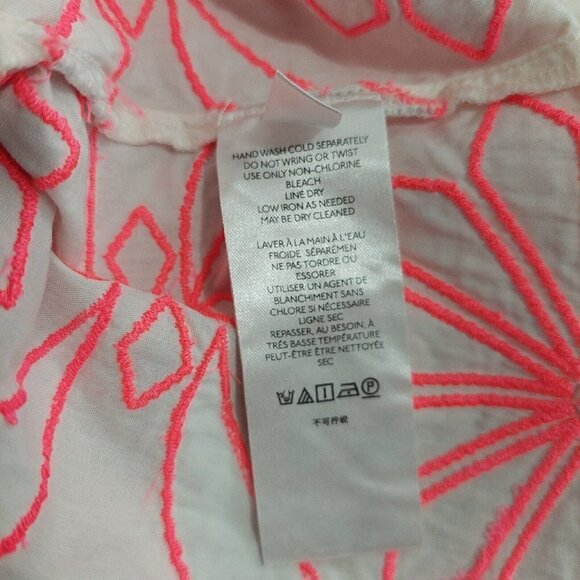 HAND WASH COLD SEPARATELY
DO NOT WRING OR TWIST
USE ONLY NON-CHLORINE
BLEACH
LINE DRY
LOW IRON AS NEEDED
MAY BE DRY CLEANED
LAVER À LA MAIN À L'EAU
FROIDE SÉPARÉMEN
NE PAS TORDRE OU
ESSORER
UTILISER UN AGENT DE
BLANCHIMENT SANS
CHLORE SI NÉCESSAIRE
LIGNE SEC
REPASSER, AU BESOIN, À
TRÈS BASSE TEMPÉRATURE
PEUT-ÊTRE ÊTRE NETTOYÉE
SEC
P
不可拧绞